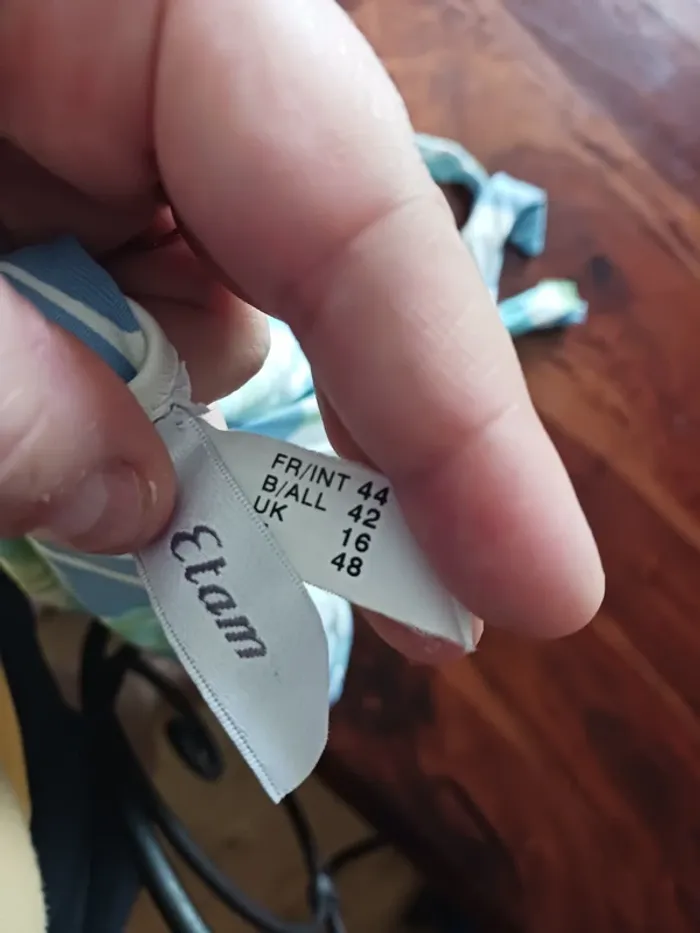 Etam
FR/INT 44
B/ALL 42
UK 16
48